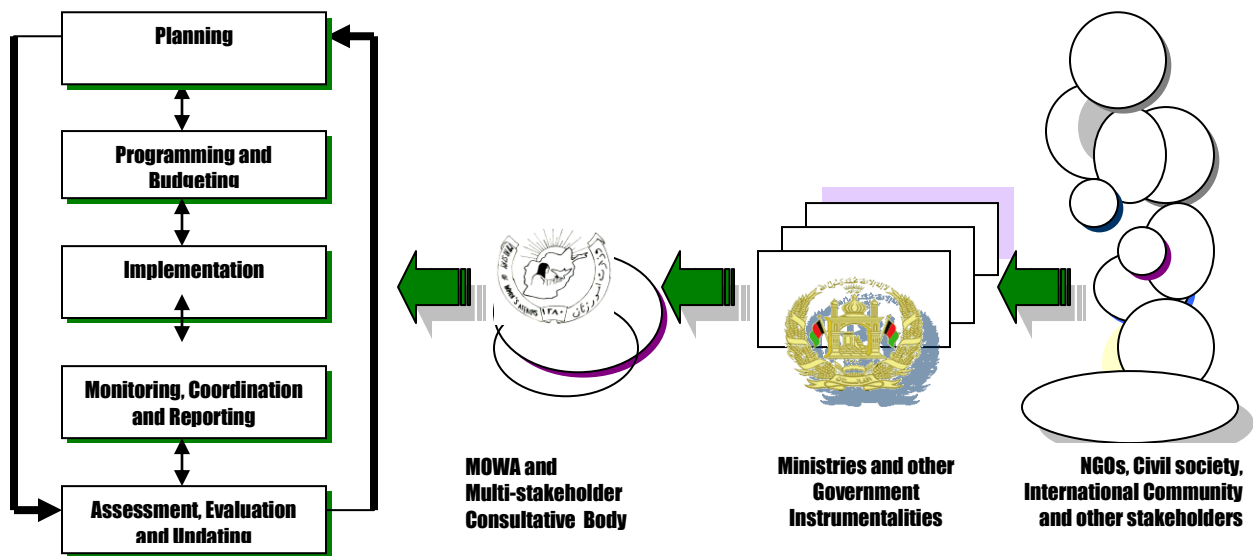 Planning
Programming and
Budgeting
Implementation
Monitoring, Coordination
and Reporting
Assessment, Evaluation
and Updating
MOWA and
Multi-stakeholder
Consultative Body
Ministries and other
Government
Instrumentalities
NGOs, Civil society,
International Community
and other stakeholders